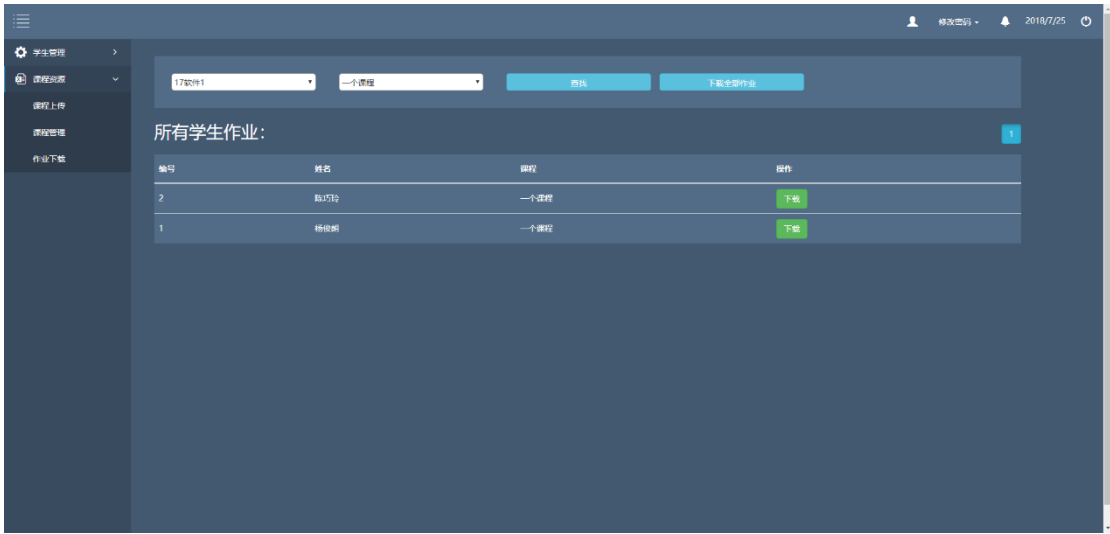 修改密码 2018/7/25
学生管理
课程资源
课程上传
课程管理
作业下载
17软件1 一个课程 查找 下载全部作业
所有学生作业: 1
编号 姓名 课程 操作
2 陈巧玲 一个课程 下载
1 杨俊朗 一个课程 下载